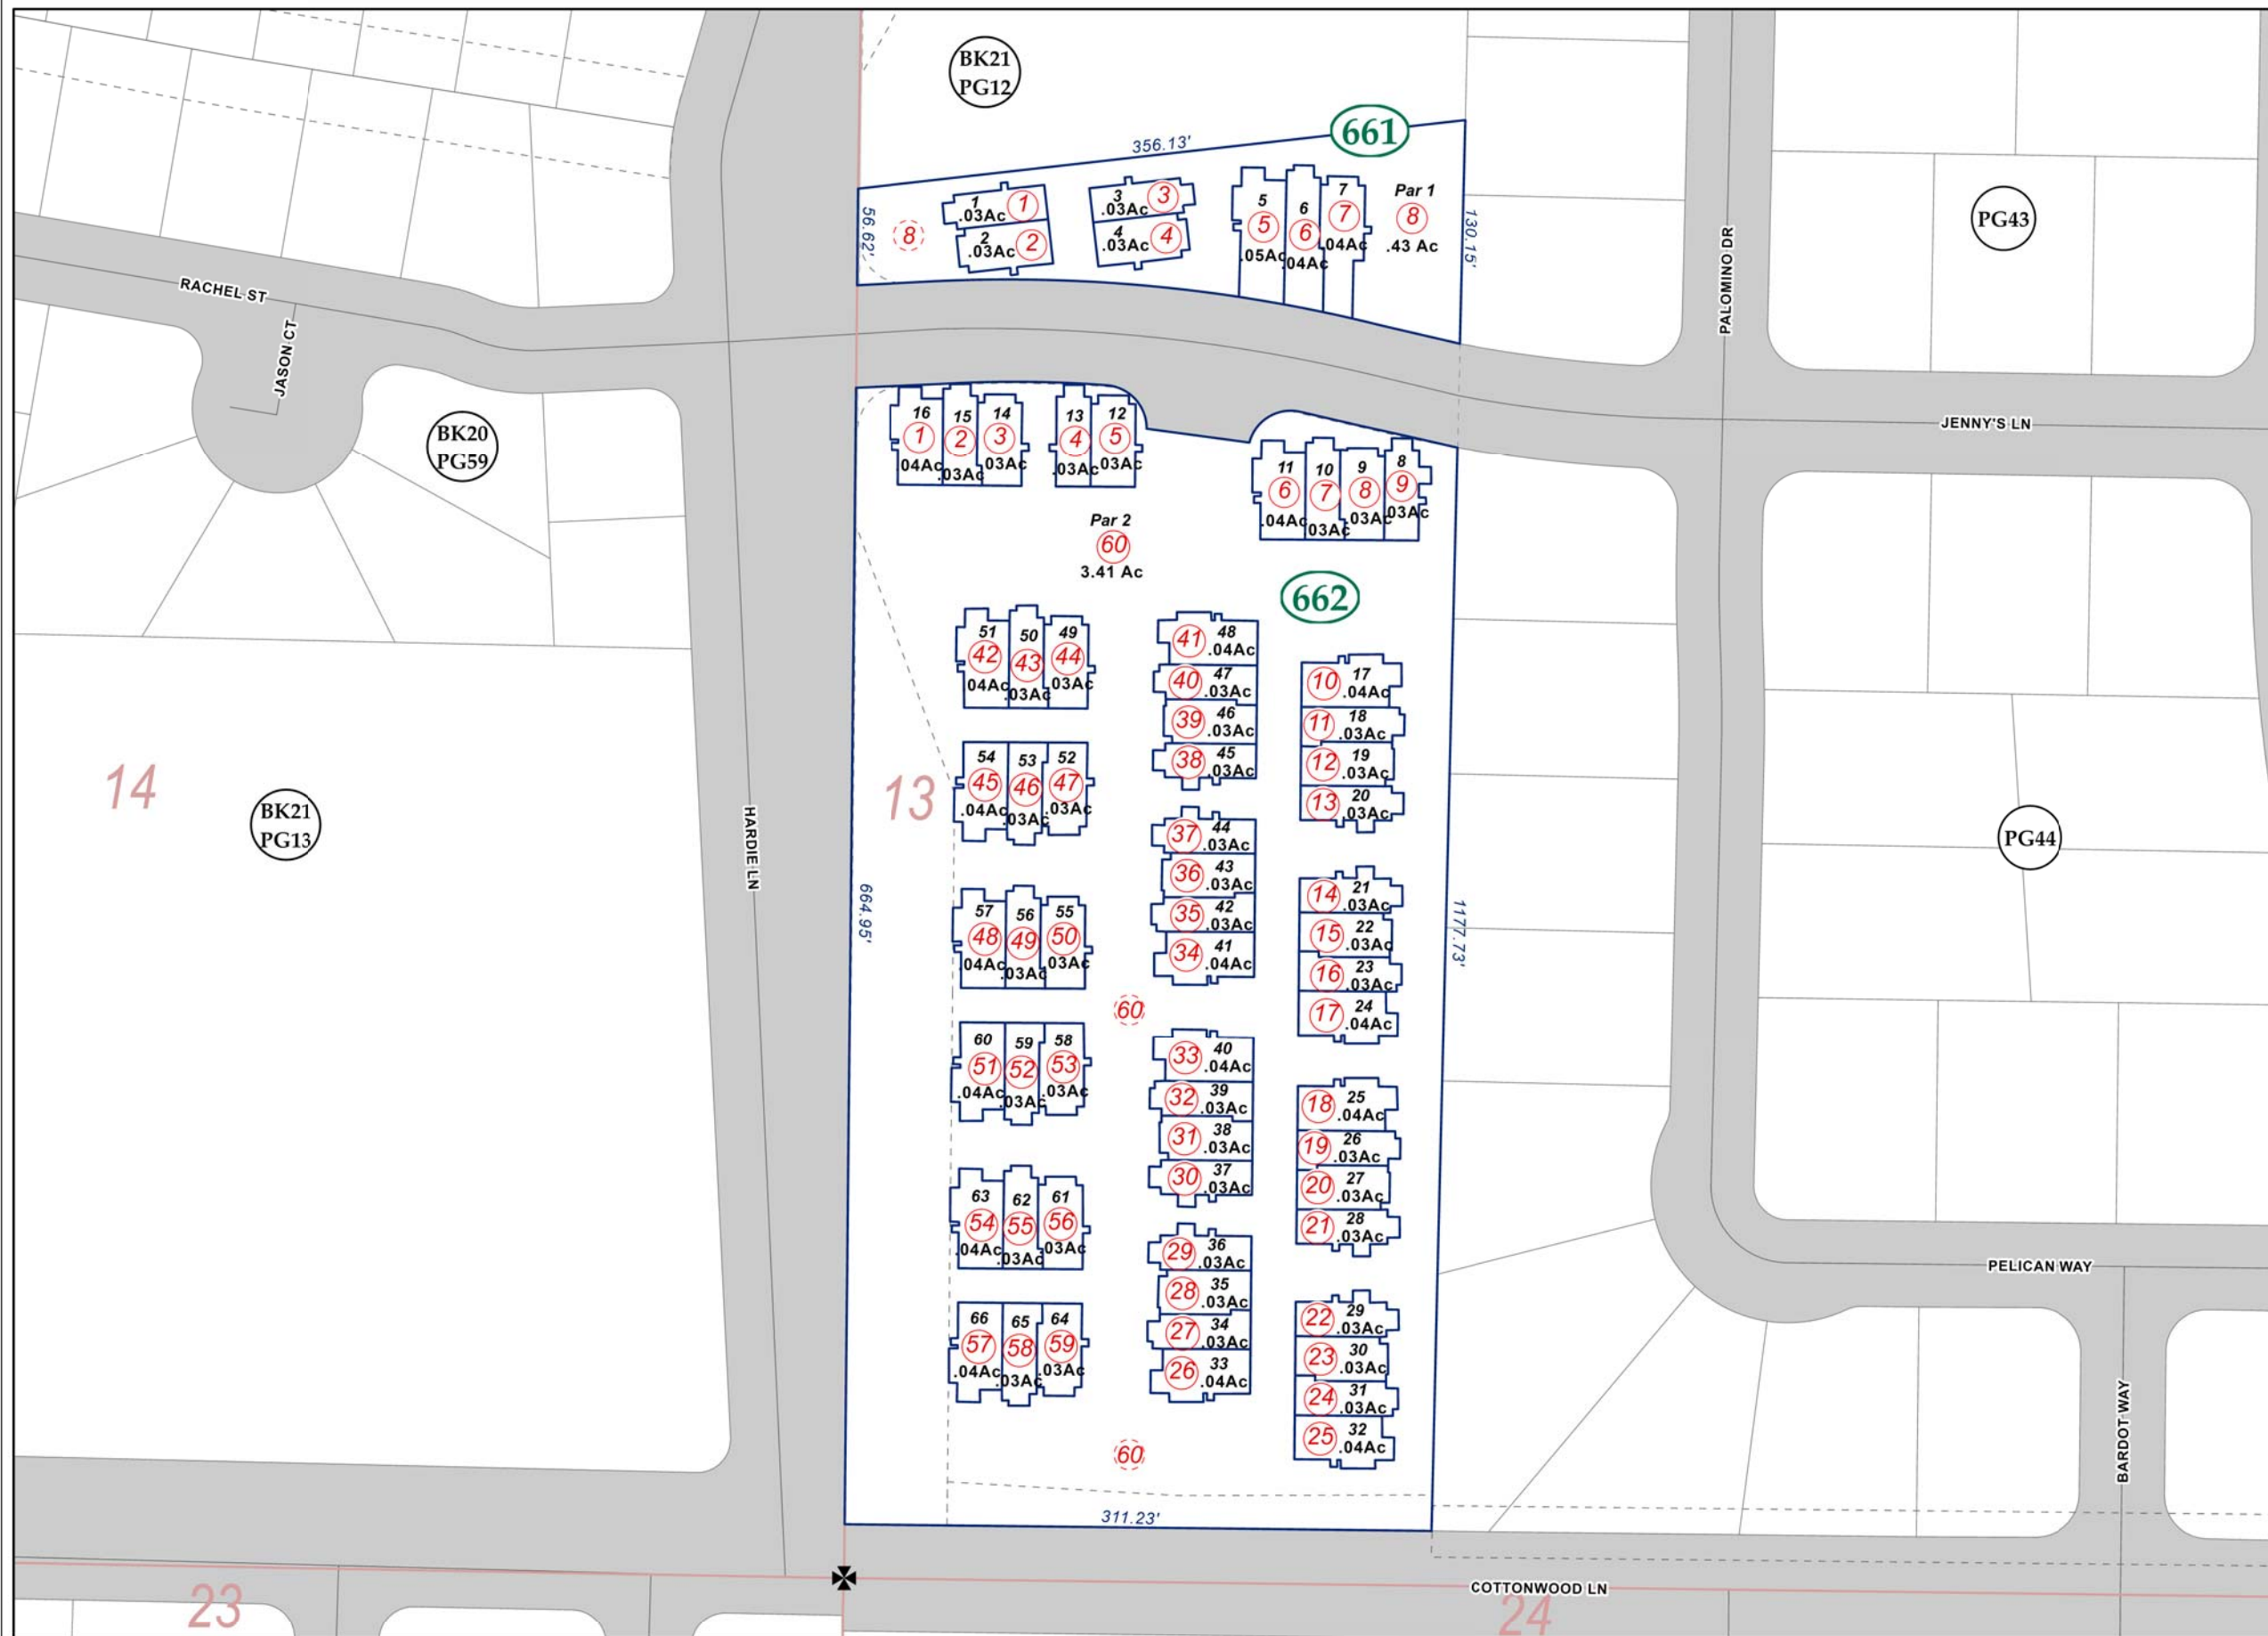 BK21
PG12
661
356.13'
56.62'
8
1
.03Ac
1
2
.03Ac
2
3
.03Ac
3
4
.03Ac
4
5
5
.05Ac
6
6
.04Ac
7
7
.04Ac
Par 1
8
.43 Ac
130.15'
PG43
RACHEL ST
JASON CT
PALOMINO DR
JENNY'S LN
BK20
PG59
16
1
04Ac
15
2
.03Ac
14
3
.03Ac
13
4
.03Ac
12
5
.03Ac
11
6
.04Ac
10
7
.03Ac
9
8
.03Ac
8
9
.03Ac
Par 2
60
3.41 Ac
662
51
42
04Ac
50
43
.03Ac
49
44
.03Ac
41
48
.04Ac
40
47
.03Ac
39
46
.03Ac
38
45
.03Ac
10
17
.04Ac
11
18
.03Ac
12
19
.03Ac
13
20
.03Ac
14
BK21
PG13
HARDIE LN
13
54
45
.04Ac
53
46
.03Ac
52
47
.03Ac
37
44
.03Ac
36
43
.03Ac
35
42
.03Ac
34
41
.04Ac
14
21
.03Ac
15
22
.03Ac
16
23
.03Ac
17
24
.04Ac
PG44
664.95'
1177.73'
57
48
.04Ac
56
49
.03Ac
55
50
.03Ac
60
60
51
.04Ac
59
52
.03Ac
58
53
.03Ac
33
40
.04Ac
32
39
.03Ac
31
38
.03Ac
30
37
.03Ac
18
25
.04Ac
19
26
.03Ac
20
27
.03Ac
21
28
.03Ac
63
54
.04Ac
62
55
.03Ac
61
56
.03Ac
29
36
.03Ac
28
35
.03Ac
27
34
.03Ac
26
33
.04Ac
22
29
.03Ac
23
30
.03Ac
24
31
.03Ac
25
32
.04Ac
PELICAN WAY
BARDOT WAY
66
57
.04Ac
65
58
.03Ac
64
59
.03Ac
60
311.23'
COTTONWOOD LN
23
24